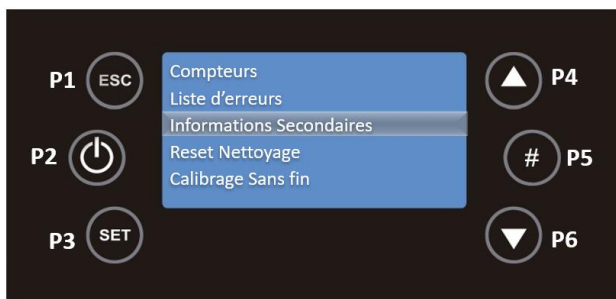 P1 ESC
Compteurs
Liste d'erreurs
Informations Secondaires
Reset Nettoyage
Calibrage Sans fin
P4
P2
# P5
P3 SET
P6